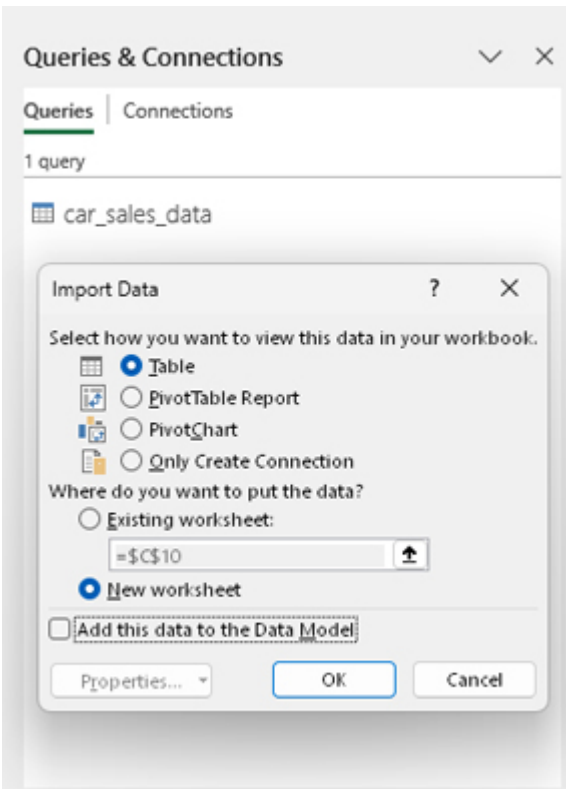 Queries & Connections
Queries | Connections
1 query
car_sales_data
Import Data ?
Select how you want to view this data in your workbook.
Table
PivotTable Report
PivotChart
Only Create Connection
Where do you want to put the data?
Existing worksheet:
=$C$10
New worksheet
Add this data to the Data Model
Properties...
OK Cancel